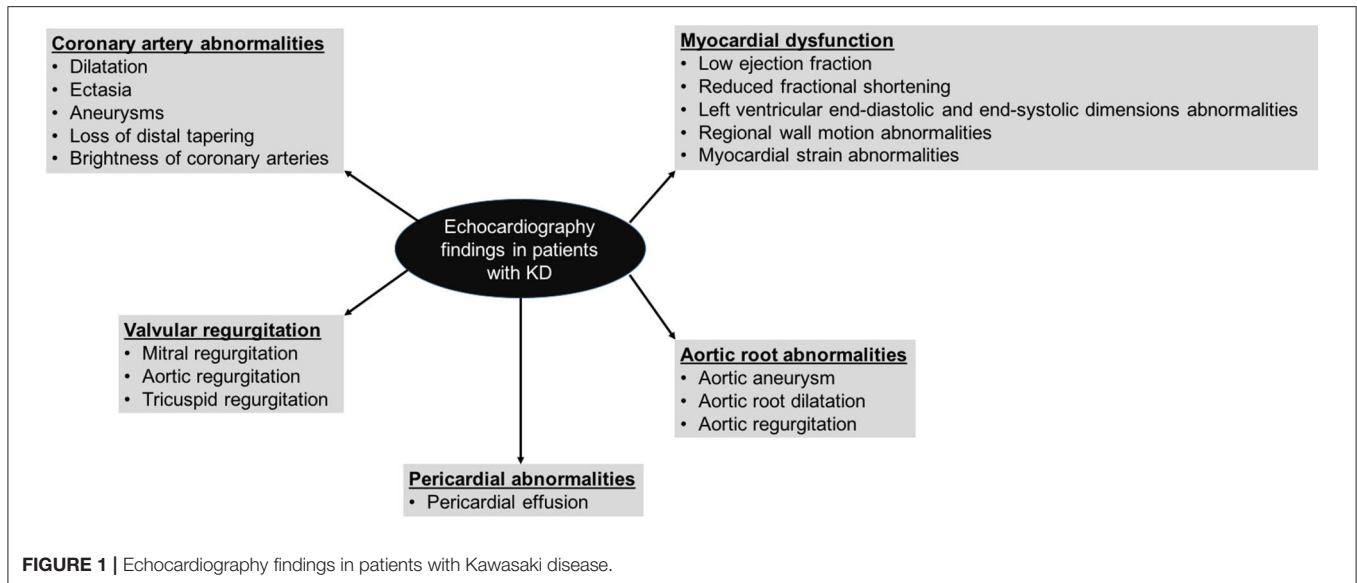 Coronary artery abnormalities
• Dilatation
• Ectasia
• Aneurysms
• Loss of distal tapering
• Brightness of coronary arteries
Myocardial dysfunction
• Low ejection fraction
• Reduced fractional shortening
• Left ventricular end-diastolic and end-systolic dimensions abnormalities
• Regional wall motion abnormalities
• Myocardial strain abnormalities
Echocardiography
findings in patients
with KD
Valvular regurgitation
• Mitral regurgitation
• Aortic regurgitation
• Tricuspid regurgitation
Aortic root abnormalities
• Aortic aneurysm
• Aortic root dilatation
• Aortic regurgitation
Pericardial abnormalities
• Pericardial effusion
FIGURE 1 | Echocardiography findings in patients with Kawasaki disease.